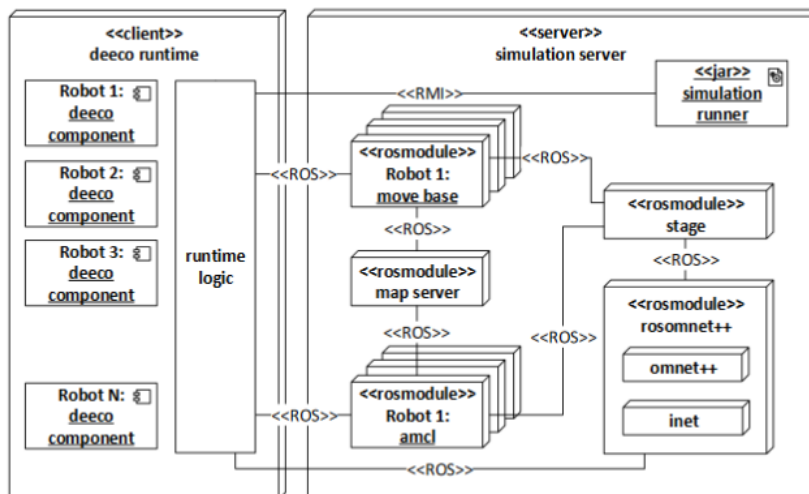 <<client>>
deeco runtime
Robot 1:
deeco
component
Robot 2:
deeco
component
Robot 3:
deeco
component
Robot N:
deeco
component
runtime
logic
<<server>>
simulation server
<<RMI>>
<<jar>>
simulation
runner
<<ROS>>
<<rosmodule>>
Robot 1:
move base
<<ROS>>
<<ROS>>
<<rosmodule>>
map server
<<ROS>>
<<rosmodule>>
Robot 1:
amcl
<<ROS>>
<<ROS>>
<<rosmodule>>
stage
<<ROS>>
<<rosmodule>>
rosomnet++
omnet++
inet
<<ROS>>